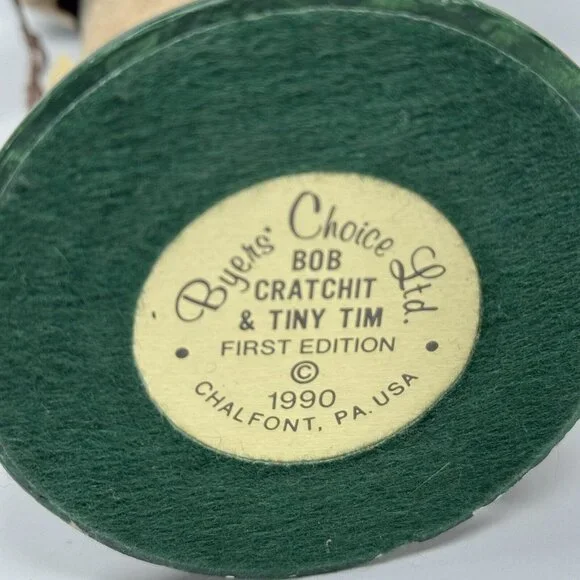 Byers' Choice Ltd.
BOB
CRATCHIT
& TINY TIM
• FIRST EDITION •
©
1990
CHALFONT, PA. USA